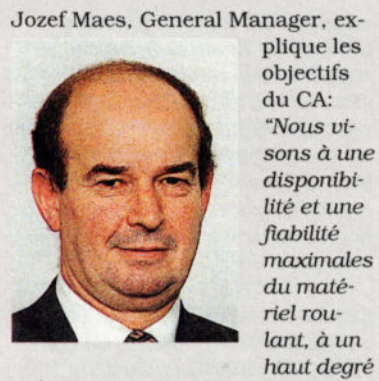 Jozef Maes, General Manager, ex-
plique les
objectifs
du CA:
"Nous vi-
sons à une
disponibi-
lité et une
fiabilité
maximales
du maté-
riel rou-
lant, à un
haut degré